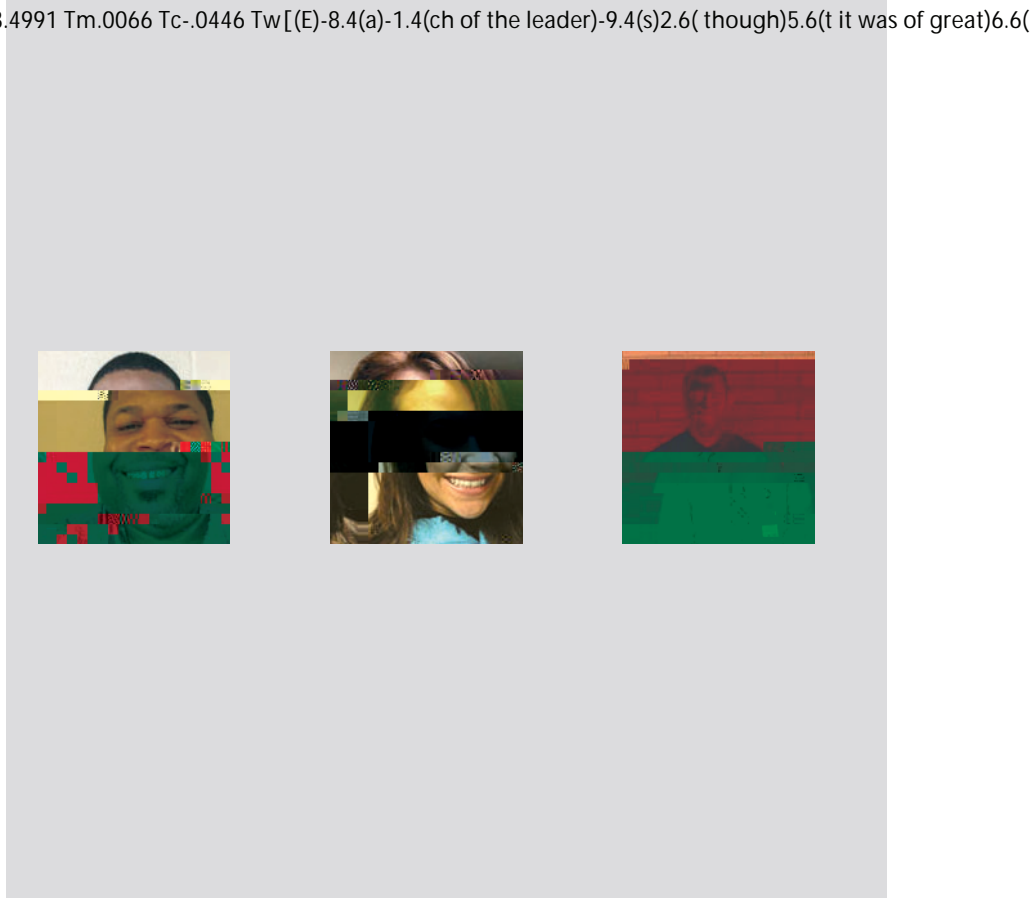 .4991 Tm.0066 Tc-.0446 Tw[(E)-8.4(a)-1.4(ch of the leader)-9.4(s)2.6( though)5.6(t it was of great)6.6(